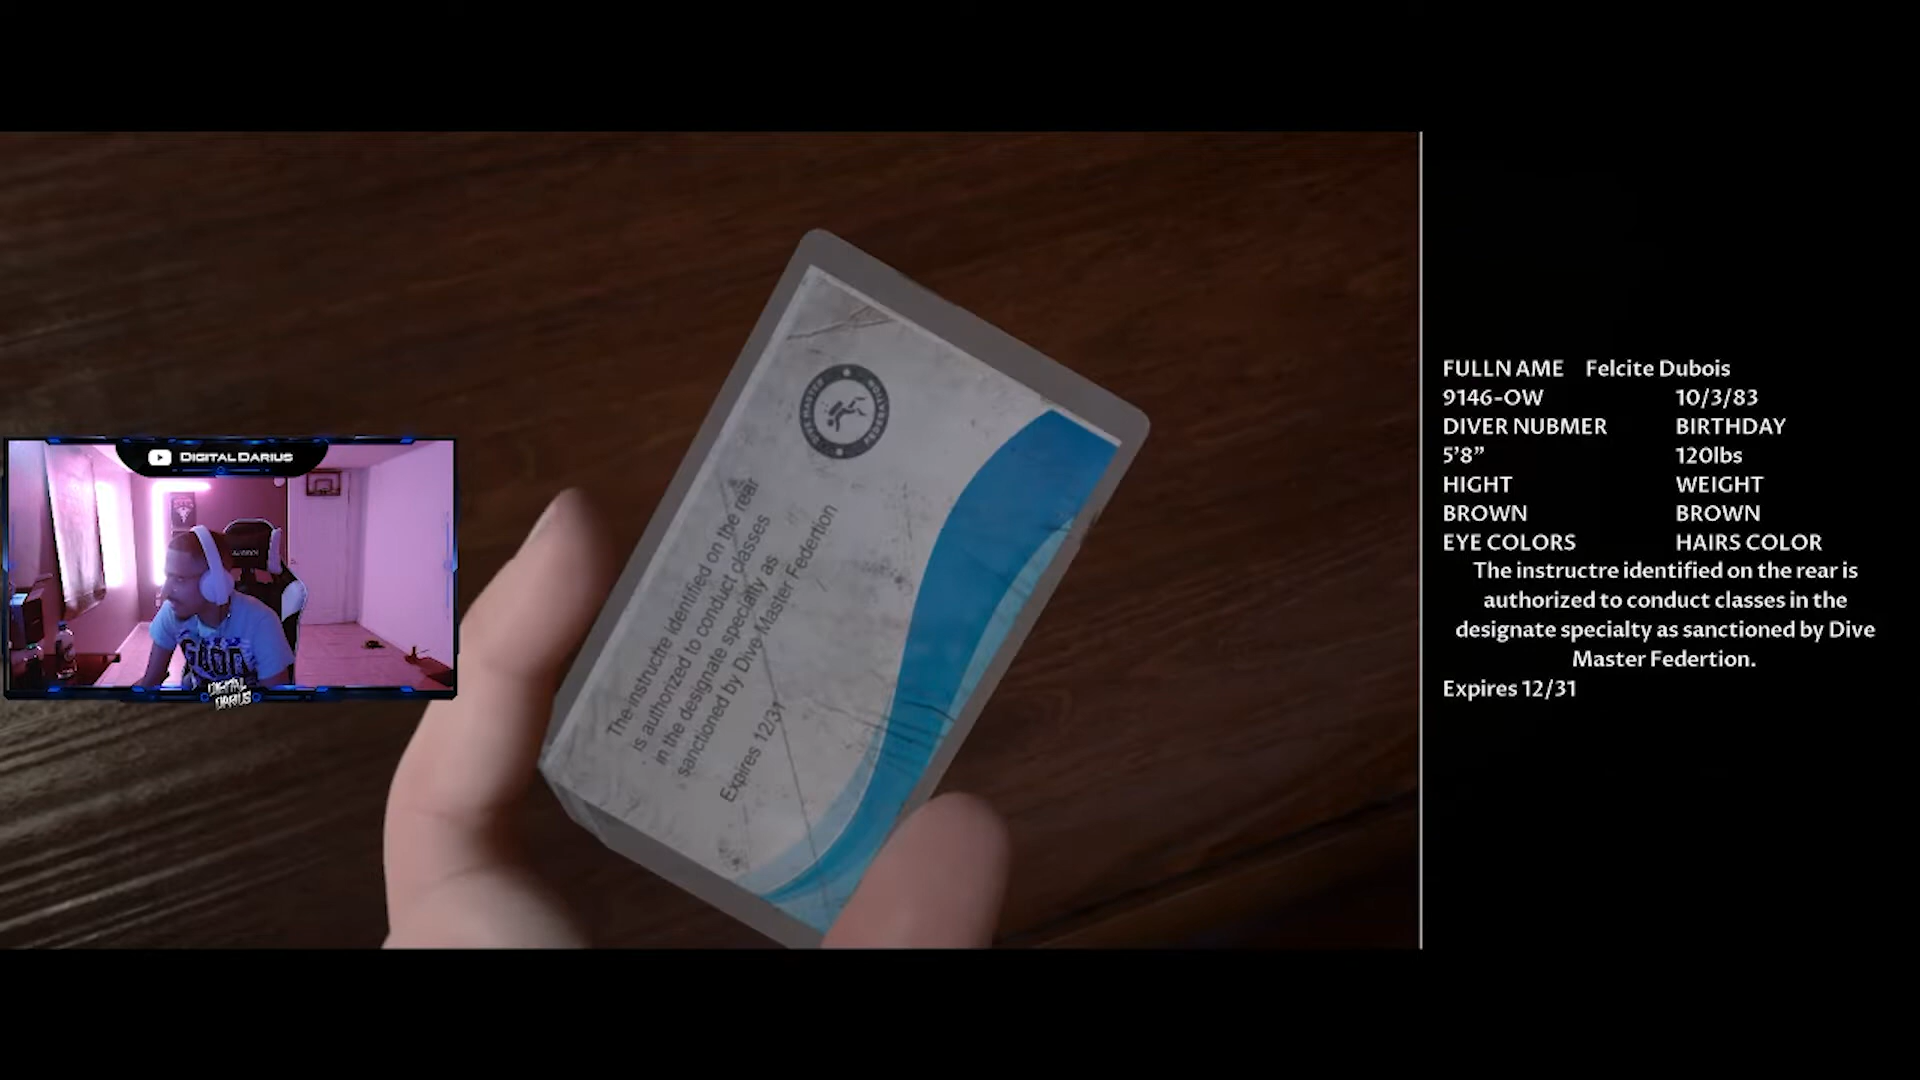 DIGITAL DARIUS
DIGITAL
DARIUS
DIVE MASTER
FEDERATION
The instructre identified on the rear
is authorized to conduct classes
in the designate specialty as
sanctioned by Dive Master Federtion
Expires 12/31
FULLN AME Felcite Dubois
9146-OW 10/3/83
DIVER NUBMER BIRTHDAY
5’8” 120lbs
HIGHT WEIGHT
BROWN BROWN
EYE COLORS HAIRS COLOR
The instructre identified on the rear is
authorized to conduct classes in the
designate specialty as sanctioned by Dive
Master Federtion.
Expires 12/31